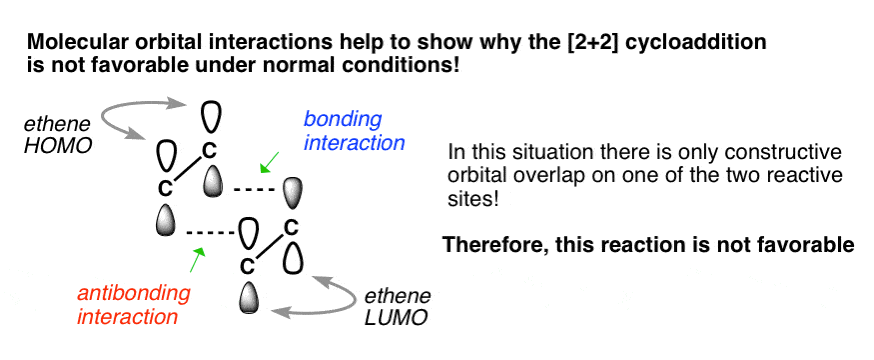 Molecular orbital interactions help to show why the [2+2] cycloaddition
is not favorable under normal conditions!
ethene
HOMO
bonding
interaction
C
C
In this situation there is only constructive
orbital overlap on one of the two reactive
sites!
C
C
Therefore, this reaction is not favorable
antibonding
interaction
ethene
LUMO